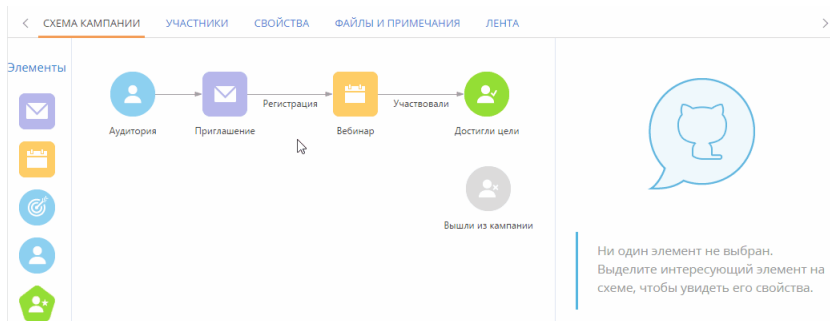 СХЕМА КАМПАНИИ УЧАСТНИКИ СВОЙСТВА ФАЙЛЫ И ПРИМЕЧАНИЯ ЛЕНТА
Элементы
Регистрация
Участвовали
Аудитория
Приглашение
Вебинар
Достигли цели
Вышли из кампании
Ни один элемент не выбран.
Выделите интересующий элемент на
схеме, чтобы увидеть его свойства.